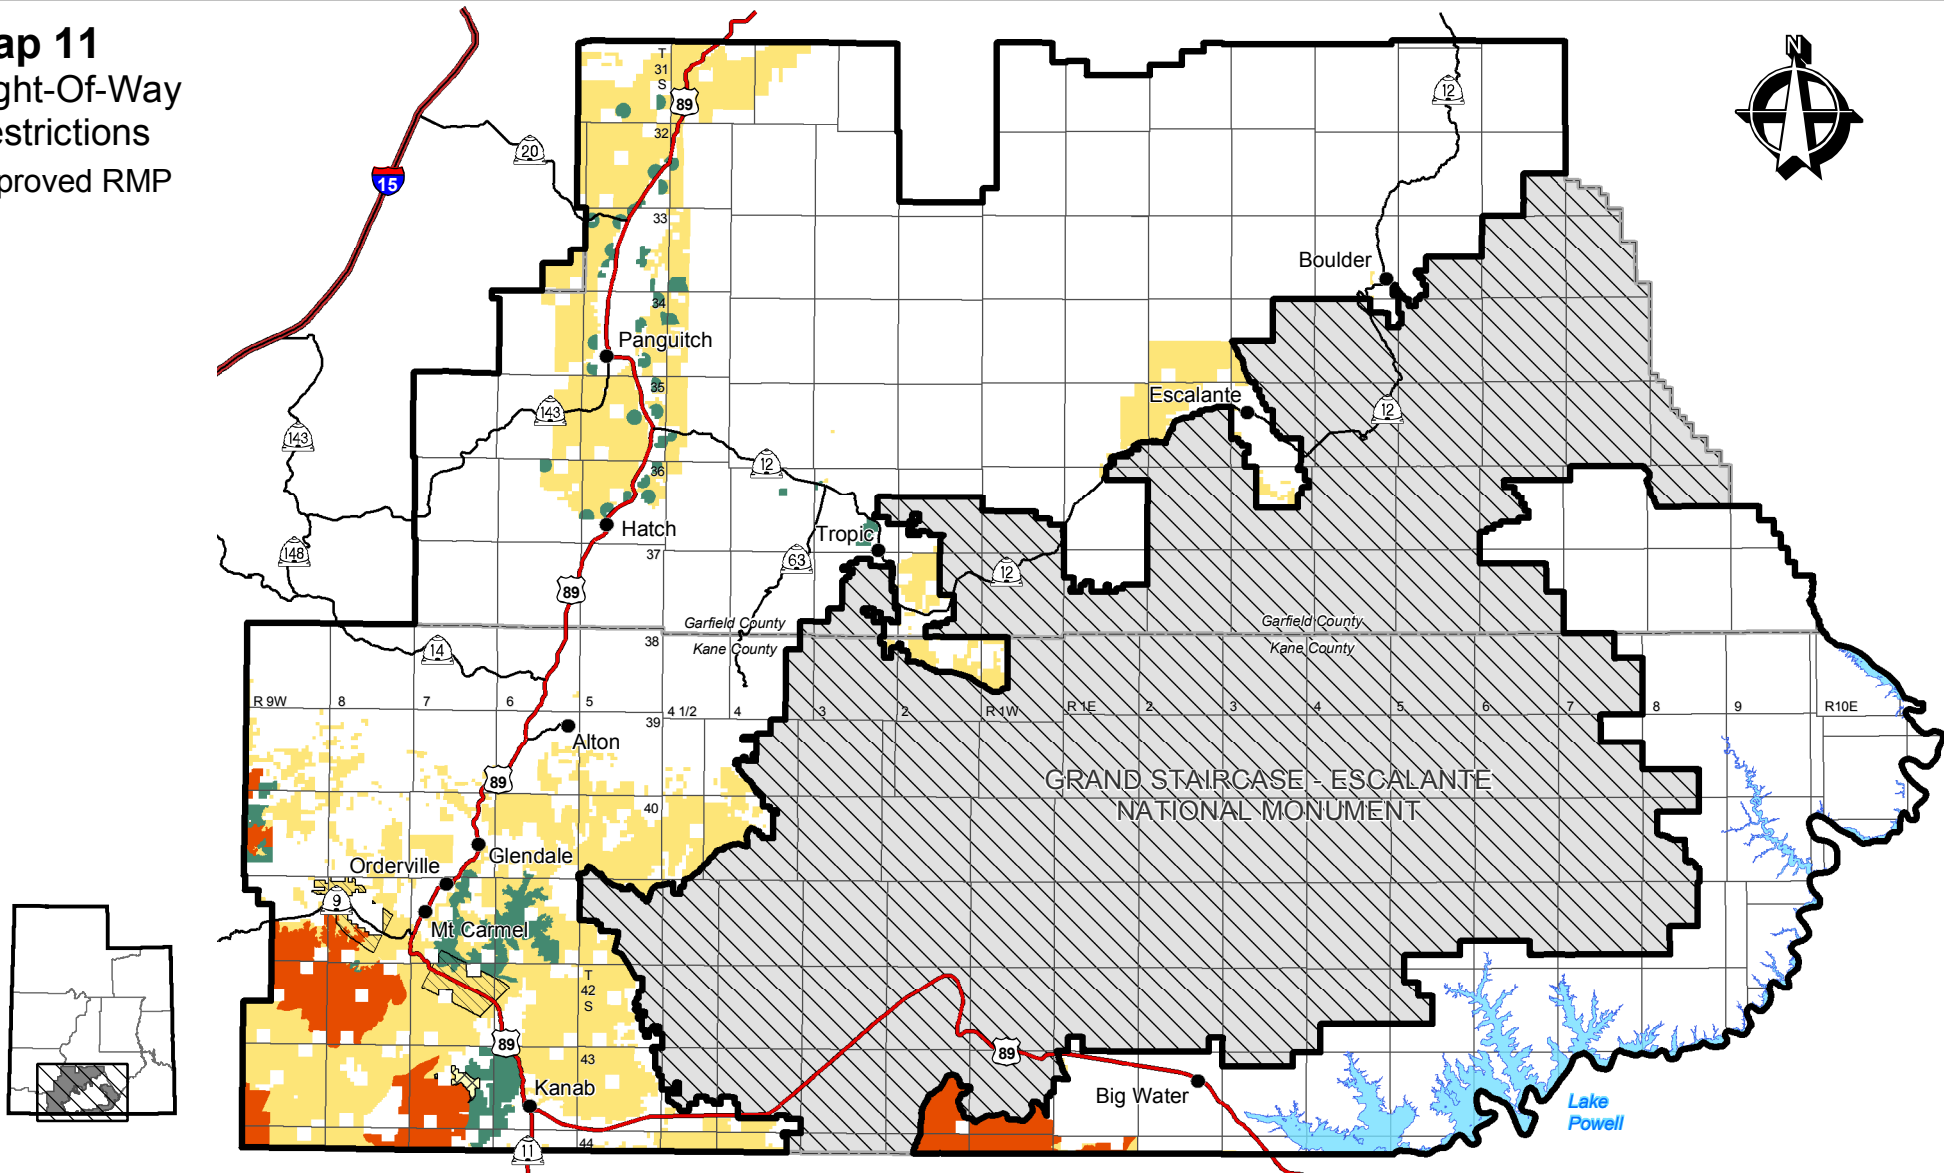 ap 11
ght-Of-Way
estrictions
proved RMP
N
15
20
89
12
T
31
S
32
33
34
35
36
37
38
39
40
T
42
S
43
44
Boulder
Panguitch
Escalante
143
143
12
12
Hatch
Tropic
148
63
12
89
14
Garfield County
Kane County
Garfield County
Kane County
R 9W
8
7
6
5
4 1/2
4
3
2
R 1W
R 1E
2
3
4
5
6
7
8
9
R10E
Alton
89
GRAND STAIRCASE - ESCALANTE
NATIONAL MONUMENT
Glendale
Orderville
9
Mt Carmel
89
89
Kanab
Big Water
Lake
Powell
11